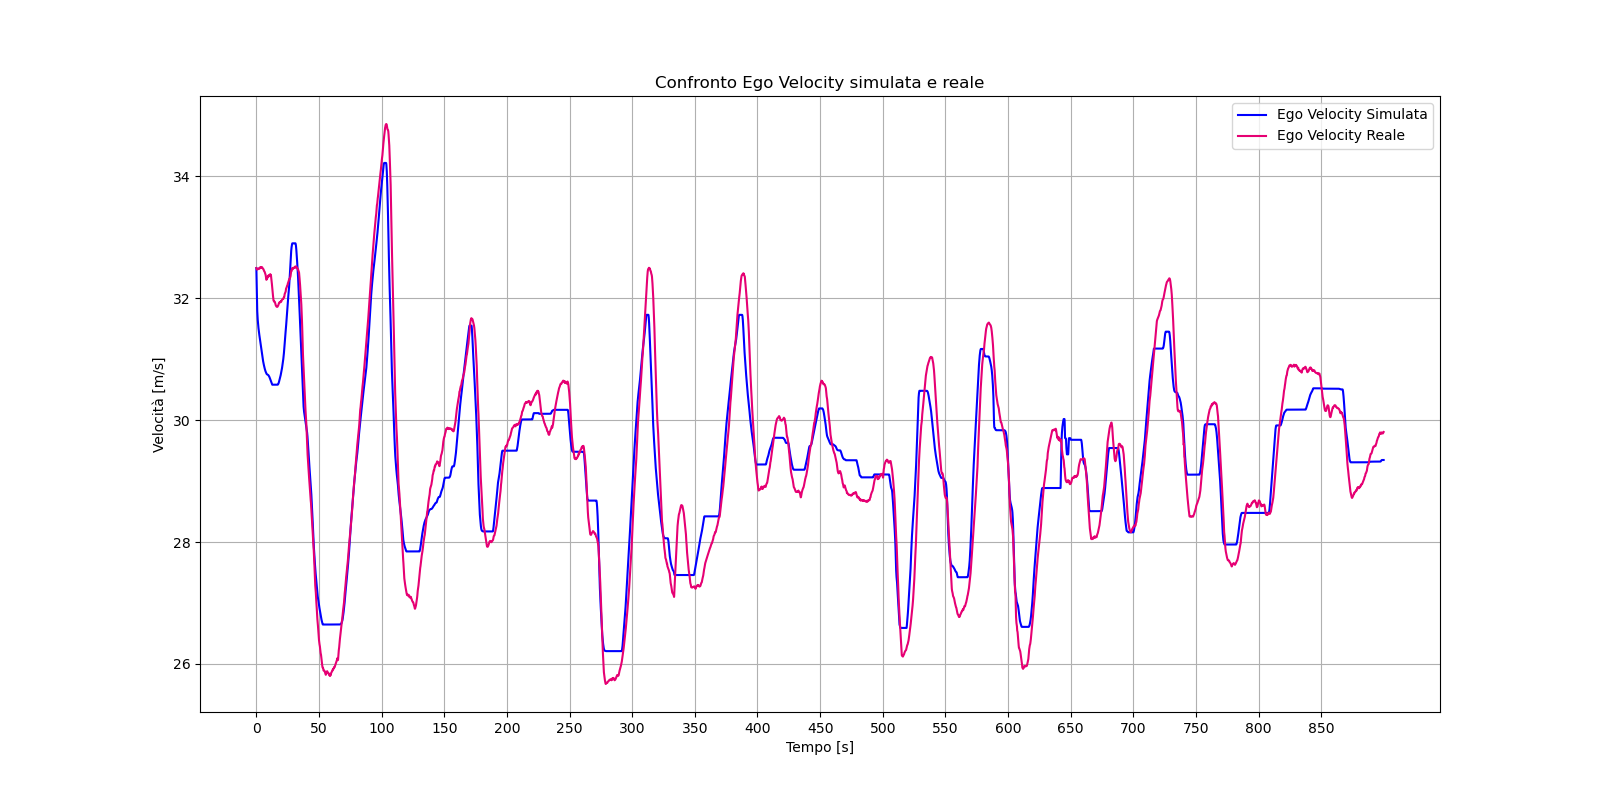 Confronto Ego Velocity simulata e reale
Ego Velocity Simulata
Ego Velocity Reale
34
32
30
28
26
Velocità [m/s]
0 50 100 150 200 250 300 350 400 450 500 550 600 650 700 750 800 850
Tempo [s]